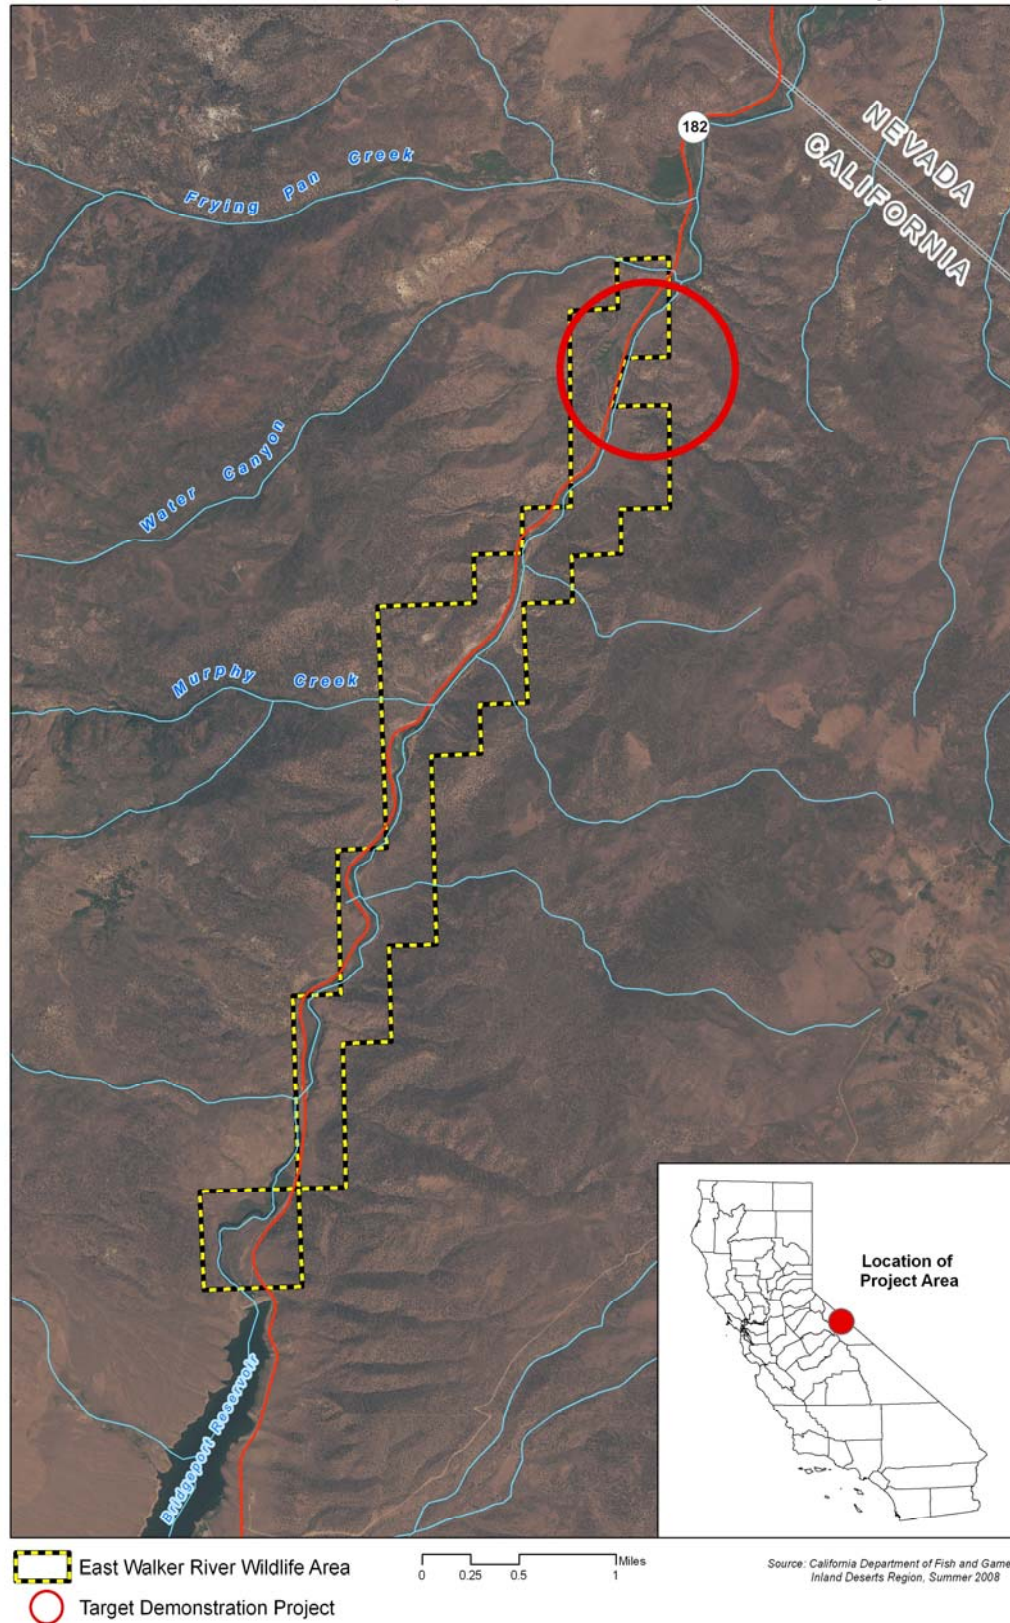 182
NEVADA
CALIFORNIA
Frying Pan Creek
Water Canyon
Murphy Creek
Bridgeport Reservoir
Location of
Project Area
East Walker River Wildlife Area
Target Demonstration Project
0 0.25 0.5 1
Miles
Source: California Department of Fish and Game
Inland Deserts Region, Summer 2008